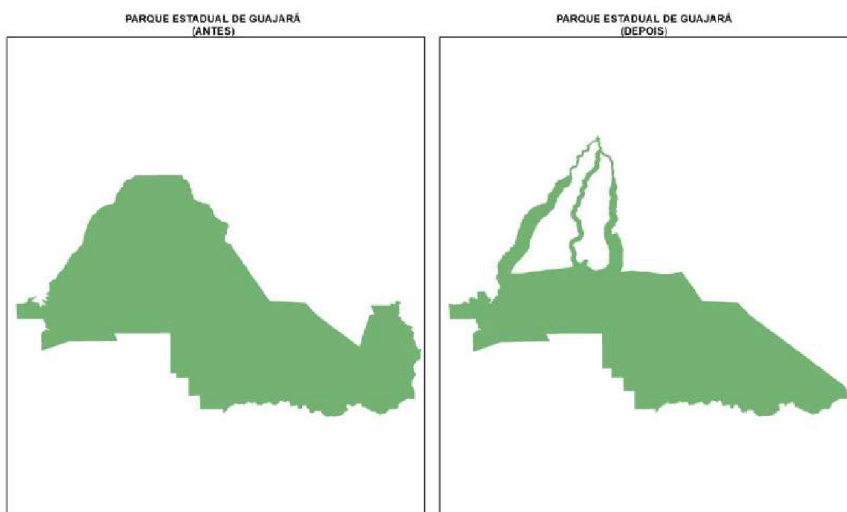 PARQUE ESTADUAL DE GUAJARÁ
(ANTES)
PARQUE ESTADUAL DE GUAJARÁ
(DEPOIS)